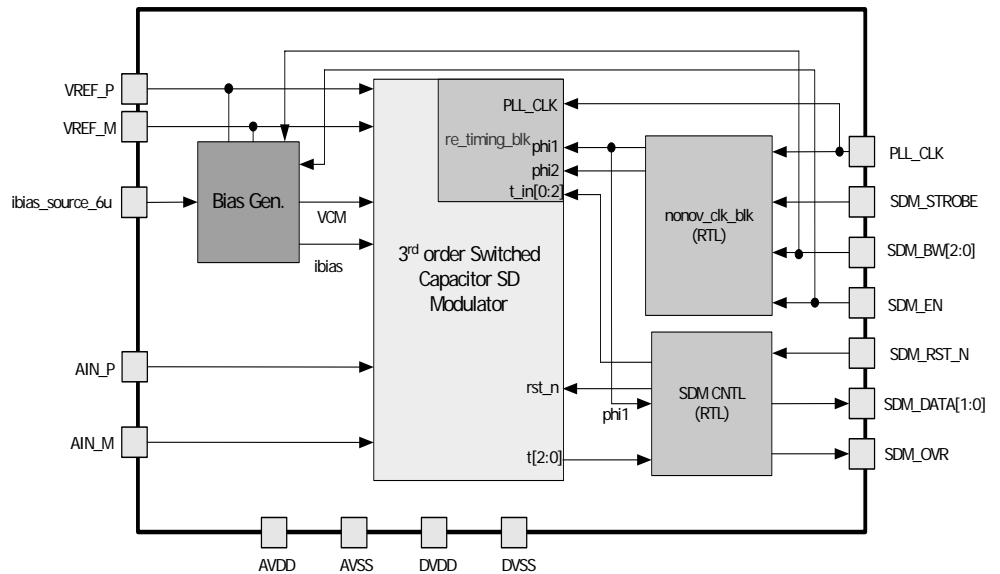 VREF_P
VREF_M
ibias_source_6u
AIN_P
AIN_M
Bias Gen.
VCM
ibias
PLL_CLK
re_timing_blk
phi1
phi2
t_in[0:2]
3rd order Switched
Capacitor SD
Modulator
rst_n
t[2:0]
phi1
nonov_clk_blk
(RTL)
SDM CNTL
(RTL)
PLL_CLK
SDM_STROBE
SDM_BW[2:0]
SDM_EN
SDM_RST_N
SDM_DATA[1:0]
SDM_OVR
AVDD
AVSS
DVDD
DVSS